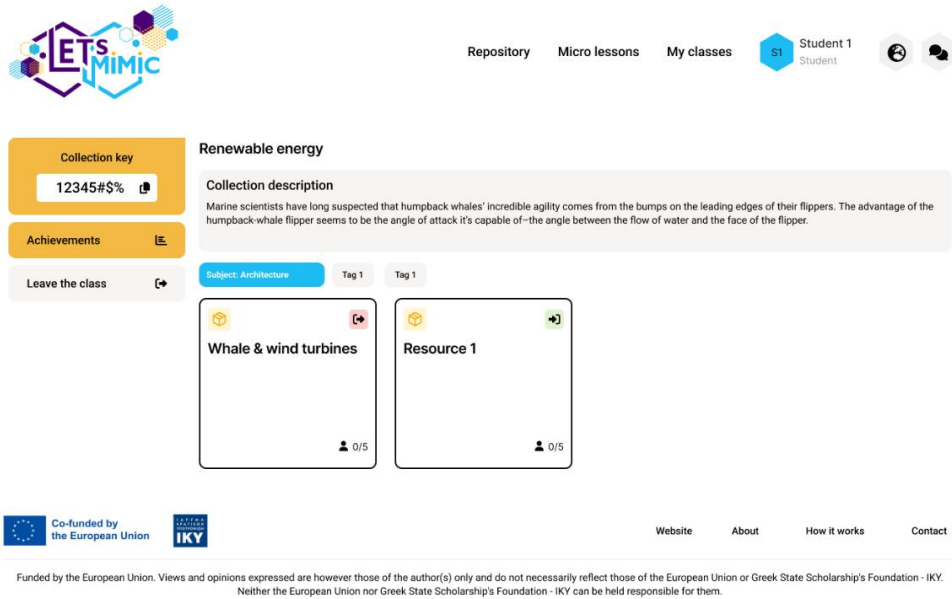 LET'S
MiMiC
Repository
Micro lessons
My classes
S1
Student 1
Student
Collection key
12345#$%
Achievements
Leave the class
Renewable energy
Collection description
Marine scientists have long suspected that humpback whales' incredible agility comes from the bumps on the leading edges of their flippers. The advantage of the
humpback-whale flipper seems to be the angle of attack it's capable of–the angle between the flow of water and the face of the flipper.
Subject: Architecture
Tag 1
Tag 1
Whale & wind turbines
0/5
Resource 1
0/5
Co-funded by
the European Union
IKY
Website
About
How it works
Contact
Funded by the European Union. Views and opinions expressed are however those of the author(s) only and do not necessarily reflect those of the European Union or Greek State Scholarship's Foundation - IKY.
Neither the European Union nor Greek State Scholarship's Foundation - IKY can be held responsible for them.